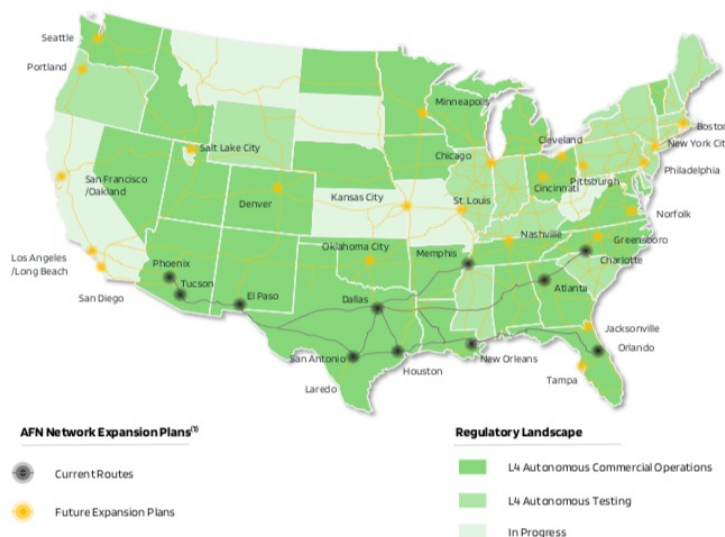 Seattle
Portland
Minneapolis
Boston
Salt Lake City
Cleveland
New York Cit
Chicago
Pittsburgh
Philadelphia
San Francisco
/Oakland
Denver
Kansas City
St. Louis
Cincinnati
Norfolk
Oklahoma City
Nashville
Greensboro
Memphis
Charlotte
Los Angeles
/Long Beach
Phoenix
Tucson
San Diego
El Paso
Dallas
Atlanta
Jacksonville
San Antonio
Houston
New Orleans
Orlando
Laredo
Tampa
AFN Network Expansion Plans(1)
Current Routes
Future Expansion Plans
Regulatory Landscape
L4 Autonomous Commercial Operations
L4 Autonomous Testing
In Progress